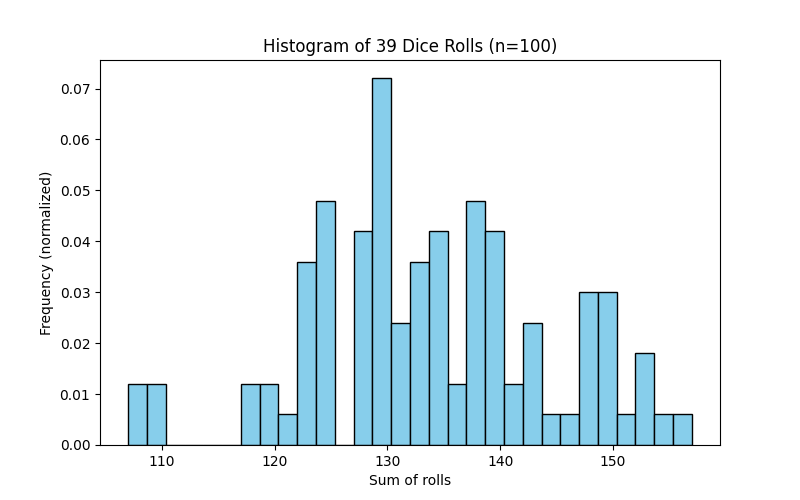 Histogram of 39 Dice Rolls (n=100)
Frequency (normalized)
0.07
0.06
0.05
0.04
0.03
0.02
0.01
0.00
110 120 130 140 150
Sum of rolls